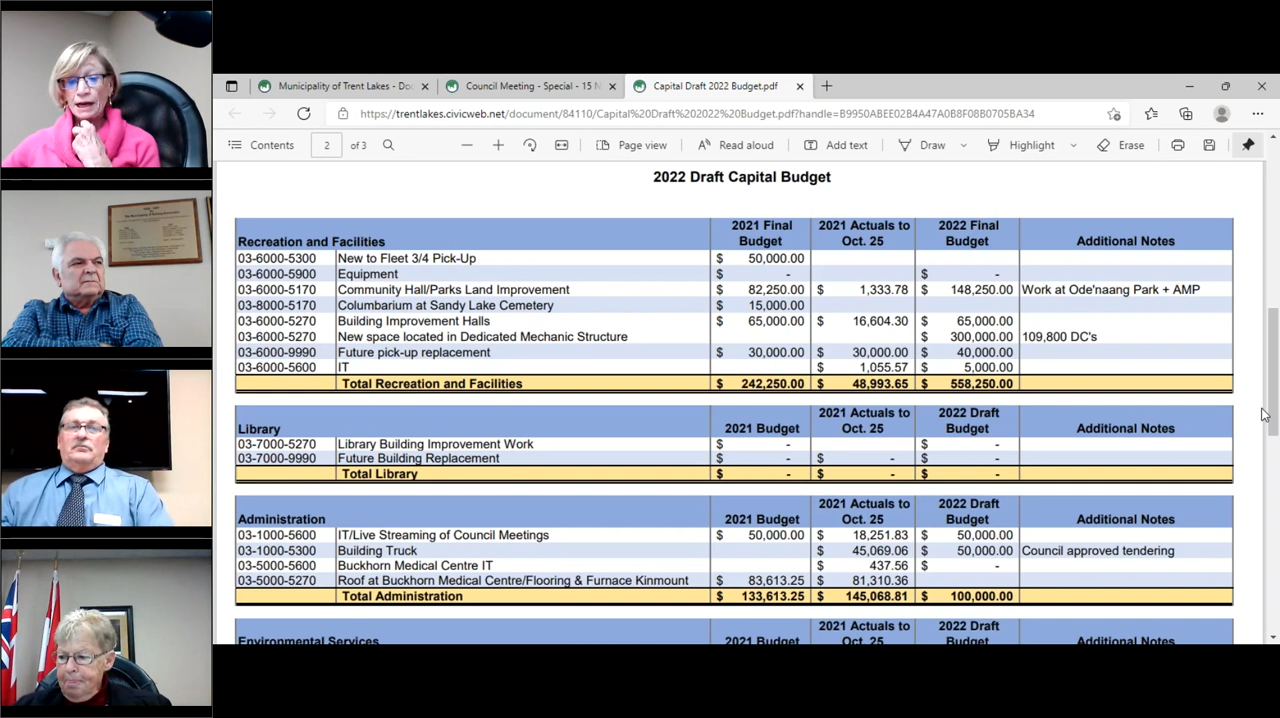 Municipality of Trent Lakes - Doc
Council Meeting - Special - 15 N
Capital Draft 2022 Budget.pdf
https://trentlakes.civicweb.net/document/84110/Capital%20Draft%202022%20Budget.pdf?handle=B9950ABEE02B4A47A0B8F08B0705BA34
Contents 2 of 3 Page view Read aloud Add text Draw Highlight Erase
2022 Draft Capital Budget
Recreation and Facilities 2021 Final Budget 2021 Actuals to Oct. 25 2022 Final Budget Additional Notes
03-6000-5300 New to Fleet 3/4 Pick-Up $ 50,000.00
03-6000-5900 Equipment $ - $ -
03-6000-5170 Community Hall/Parks Land Improvement $ 82,250.00 $ 1,333.78 $ 148,250.00 Work at Ode'naang Park + AMP
03-8000-5170 Columbarium at Sandy Lake Cemetery $ 15,000.00
03-6000-5270 Building Improvement Halls $ 65,000.00 $ 16,604.30 $ 65,000.00
03-6000-5270 New space located in Dedicated Mechanic Structure $ 300,000.00 109,800 DC's
03-6000-9990 Future pick-up replacement $ 30,000.00 $ 30,000.00 $ 40,000.00
03-6000-5600 IT $ 1,055.57 $ 5,000.00
Total Recreation and Facilities $ 242,250.00 $ 48,993.65 $ 558,250.00
Library 2021 Budget 2021 Actuals to Oct. 25 2022 Draft Budget Additional Notes
03-7000-5270 Library Building Improvement Work $ - $ -
03-7000-9990 Future Building Replacement $ - $ - $ -
Total Library $ - $ - $ -
Administration 2021 Budget 2021 Actuals to Oct. 25 2022 Draft Budget Additional Notes
03-1000-5600 IT/Live Streaming of Council Meetings $ 50,000.00 $ 18,251.83 $ 50,000.00
03-1000-5300 Building Truck $ 45,069.06 $ 50,000.00 Council approved tendering
03-5000-5600 Buckhorn Medical Centre IT $ 437.56 $ -
03-5000-5270 Roof at Buckhorn Medical Centre/Flooring & Furnace Kinmount $ 83,613.25 $ 81,310.36
Total Administration $ 133,613.25 $ 145,068.81 $ 100,000.00
Environmental Services 2021 Budget 2021 Actuals to Oct. 25 2022 Draft Budget Additional Notes